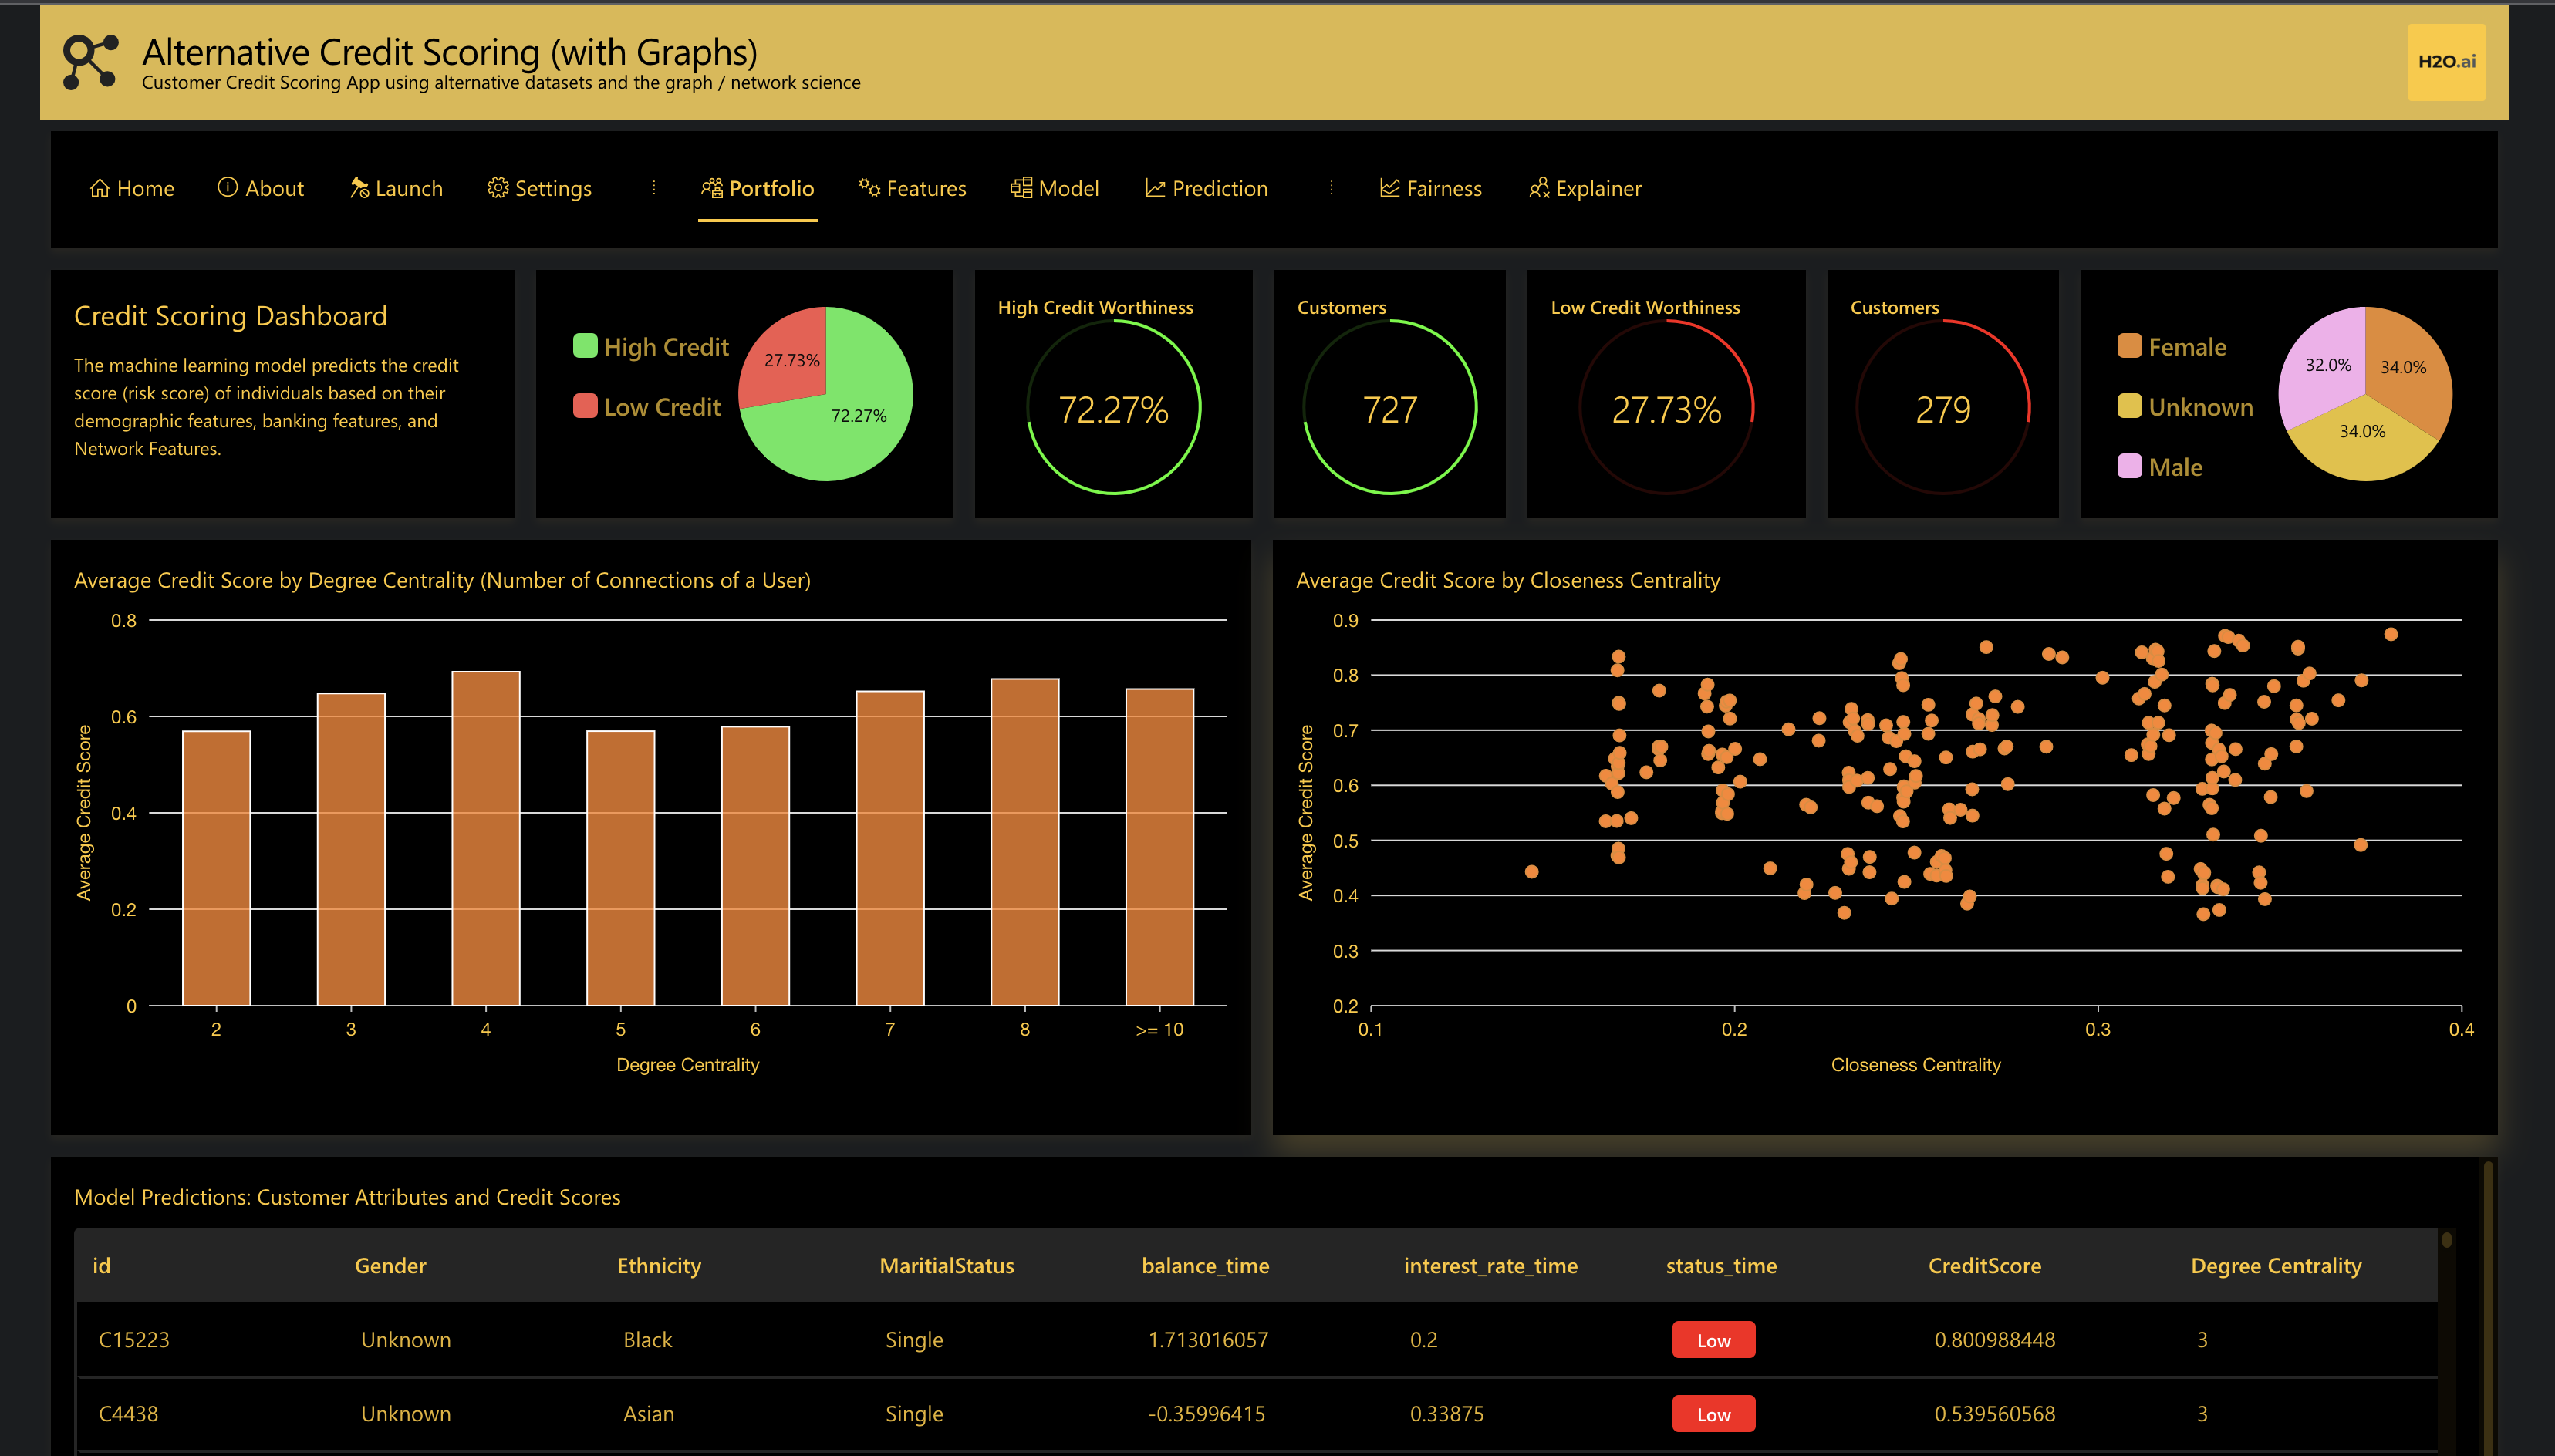 Alternative Credit Scoring (with Graphs)
Customer Credit Scoring App using alternative datasets and the graph / network science
H2O.ai
Home About Launch Settings Portfolio Features Model Prediction Fairness Explainer
Credit Scoring Dashboard
The machine learning model predicts the credit
score (risk score) of individuals based on their
demographic features, banking features, and
Network Features.
High Credit
Low Credit
27.73%
72.27%
High Credit Worthiness
72.27%
Customers
727
Low Credit Worthiness
27.73%
Customers
279
Female
Unknown
Male
32.0%
34.0%
34.0%
Average Credit Score by Degree Centrality (Number of Connections of a User)
Average Credit Score
0.8
0.6
0.4
0.2
0
2 3 4 5 6 7 8 >= 10
Degree Centrality
Average Credit Score by Closeness Centrality
Average Credit Score
0.9
0.8
0.7
0.6
0.5
0.4
0.3
0.2
0.1 0.2 0.3 0.4
Closeness Centrality
Model Predictions: Customer Attributes and Credit Scores
id Gender Ethnicity MaritialStatus balance_time interest_rate_time status_time CreditScore Degree Centrality
C15223 Unknown Black Single 1.713016057 0.2 Low 0.800988448 3
C4438 Unknown Asian Single -0.35996415 0.33875 Low 0.539560568 3